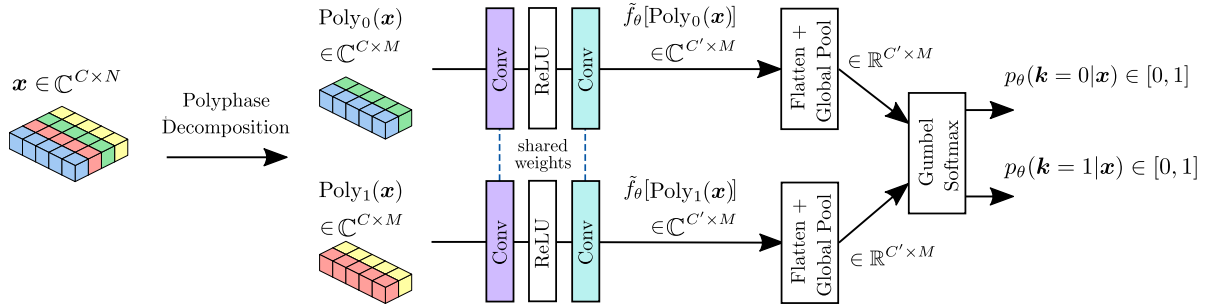 x ∈ ℂ^{C×N}
Polyphase
Decomposition
Poly₀(x)
∈ ℂ^{C×M}
Conv
ReLU
Conv
f̃_θ[Poly₀(x)]
∈ ℂ^{C′×M}
Flatten +
Global Pool
∈ ℝ^{C′×M}
shared
weights
Poly₁(x)
∈ ℂ^{C×M}
Conv
ReLU
Conv
f̃_θ[Poly₁(x)]
∈ ℂ^{C′×M}
Flatten +
Global Pool
∈ ℝ^{C′×M}
Gumbel
Softmax
p_θ(k = 0|x) ∈ [0, 1]
p_θ(k = 1|x) ∈ [0, 1]